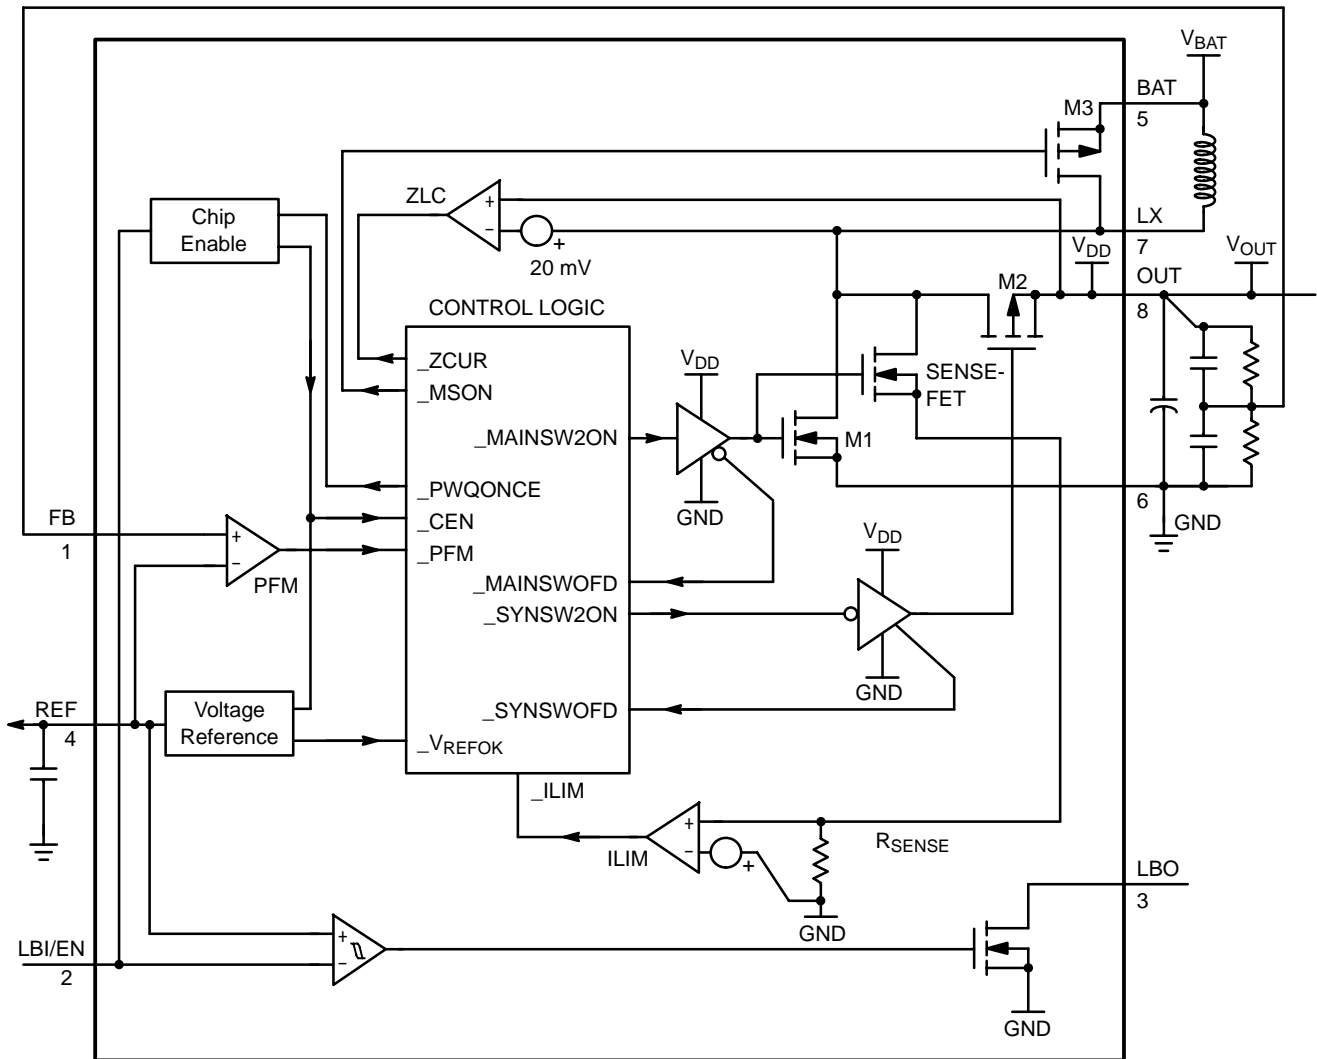 VBAT
BAT
5
M3
ZLC
+
−
+
20 mV
LX
7
Chip
Enable
VDD
VOUT
OUT
8
M2
CONTROL LOGIC
_ZCUR
_MSON
VDD
SENSE-
FET
_MAINSW2ON
M1
_PWQONCE
GND
6
GND
FB
1
+
−
PFM
_CEN
_PFM
VDD
_MAINSWOFD
_SYNSW2ON
GND
REF
4
Voltage
Reference
_SYNSWOFD
_VREFOK
_ILIM
+
−
+
ILIM
RSENSE
GND
LBO
3
LBI/EN
2
+
−
GND